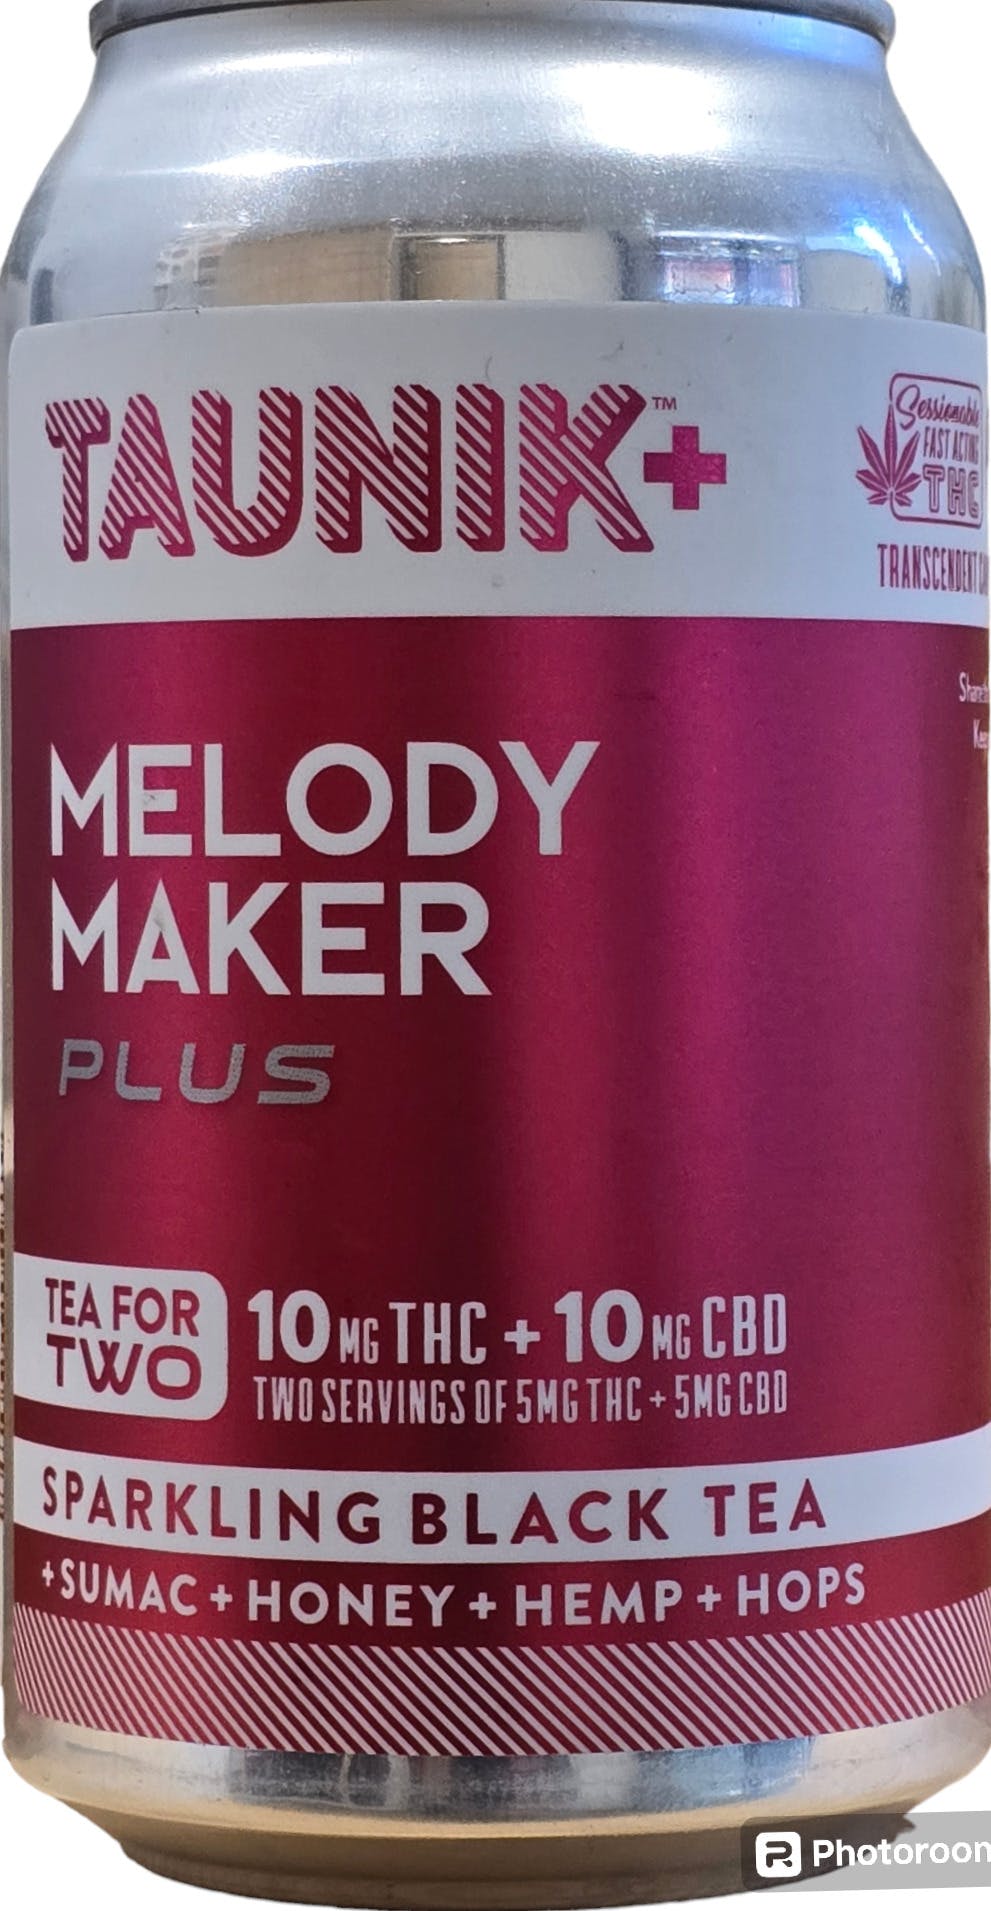 TAUNIK+™
Sessionable
FAST ACTING
THC
TRANSCENDENT
MELODY
MAKER
PLUS
TEA FOR
TWO
10 MG THC + 10 MG CBD
TWO SERVINGS OF 5MG THC + 5MG CBD
SPARKLING BLACK TEA
+ SUMAC + HONEY + HEMP + HOPS
Photoroom